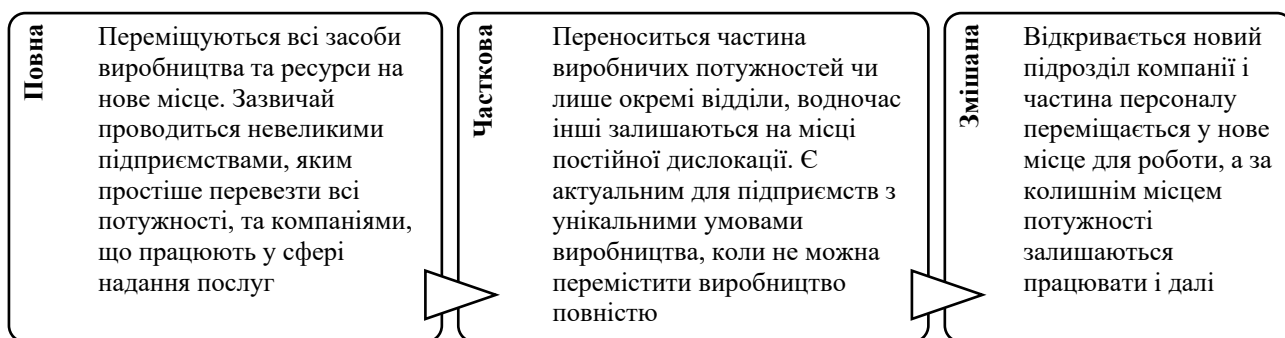 Повна
Переміщуються всі засоби
виробництва та ресурси на
нове місце. Зазвичай
проводиться невеликими
підприємствами, яким
простіше перевезти всі
потужності, та компаніями,
що працюють у сфері
надання послуг
Часткова
Переноситься частина
виробничих потужностей чи
лише окремі відділи, водночас
інші залишаються на місці
постійної дислокації. Є
актуальним для підприємств з
унікальними умовами
виробництва, коли не можна
перемістити виробництво
повністю
Змішана
Відкривається новий
підрозділ компанії і
частина персоналу
переміщається у нове
місце для роботи, а за
колишнім місцем
потужності
залишаються
працювати і далі